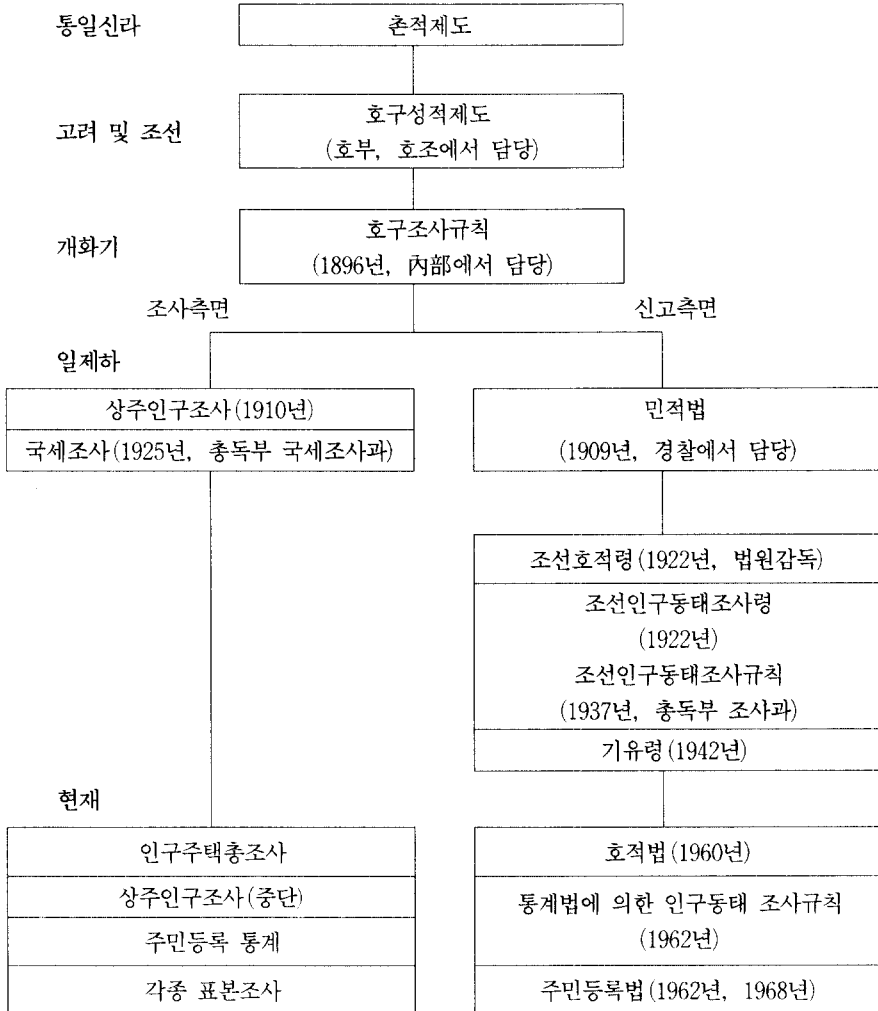 통일신라
촌적제도
고려 및 조선
호구성적제도
(호부, 호조에서 담당)
개화기
호구조사규칙
(1896년, 內部에서 담당)
조사측면
신고측면
일제하
상주인구조사(1910년)
국세조사(1925년, 총독부 국세조사과)
민적법
(1909년, 경찰에서 담당)
조선호적령(1922년, 법원감독)
조선인구동태조사령
(1922년)
조선인구동태조사규칙
(1937년, 총독부 조사과)
기유령(1942년)
현재
인구주택총조사
상주인구조사(중단)
주민등록 통계
각종 표본조사
호적법(1960년)
통계법에 의한 인구동태 조사규칙
(1962년)
주민등록법(1962년, 1968년)